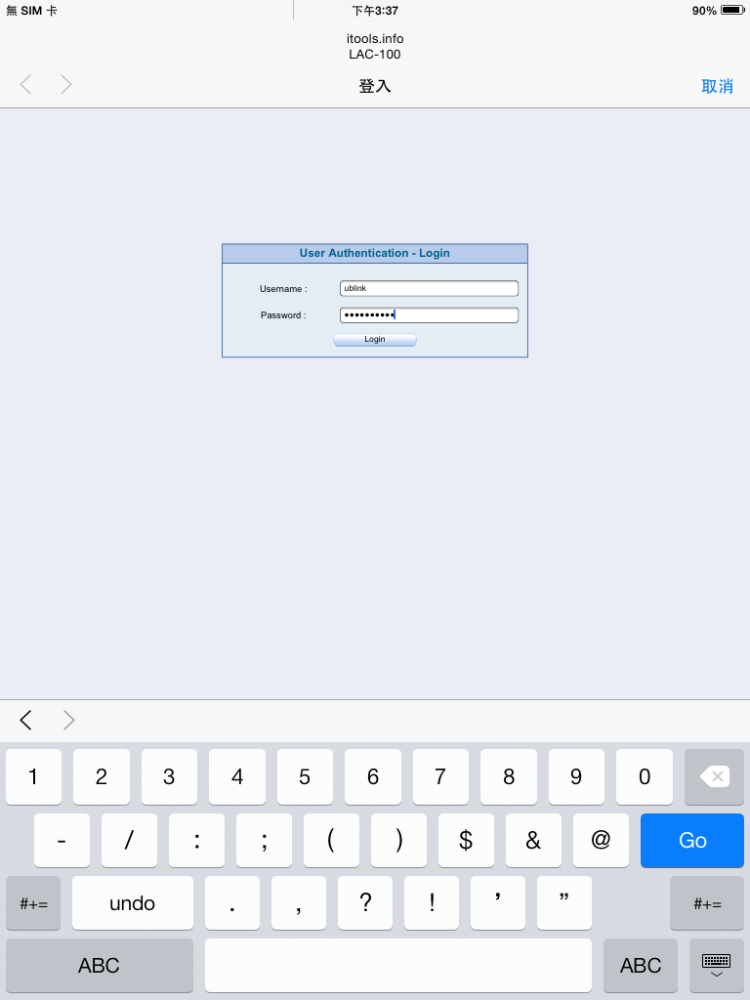 無 SIM 卡 下午3:37 90%
itools.info
LAC-100
登入 取消
User Authentication - Login
Username : ublink
Password : ••••••••••
Login
1 2 3 4 5 6 7 8 9 0
- / : ; ( ) $ & @ Go
#+= undo . , ? ! ’ ” #+=
ABC ABC